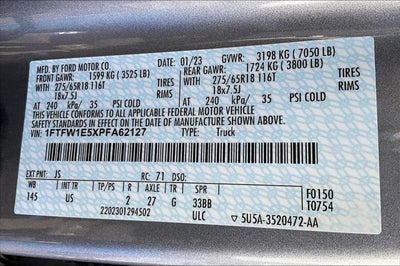 MFD. BY FORD MOTOR CO. 01/23 GVWR: 3198 KG (7050 LB)
FRONT GAWR: 1599 KG (3525 LB) REAR GAWR: 1724 KG (3800 LB)
WITH 275/65R18 116T TIRES WITH 275/65R18 116T TIRES
18x7.5J RIMS 18x7.5J RIMS
AT 240 kPa/ 35 PSI COLD AT 240 kPa/ 35 PSI COLD
THIS VEHICLE CONFORMS TO ALL APPLICABLE FEDERAL MOTOR VEHICLE
SAFETY STANDARDS IN EFFECT ON THE DATE OF MANUFACTURE SHOWN ABOVE.
VIN: 1FTFW1E5XPFA62127 TYPE: Truck
EXT PNT: JS RC: 71 DSO:
WB INT TR R AXLE TR SPR
145 US 2 27 G 33BB F0150
2202301294502 ULC T0754
5U5A-3520472-AA